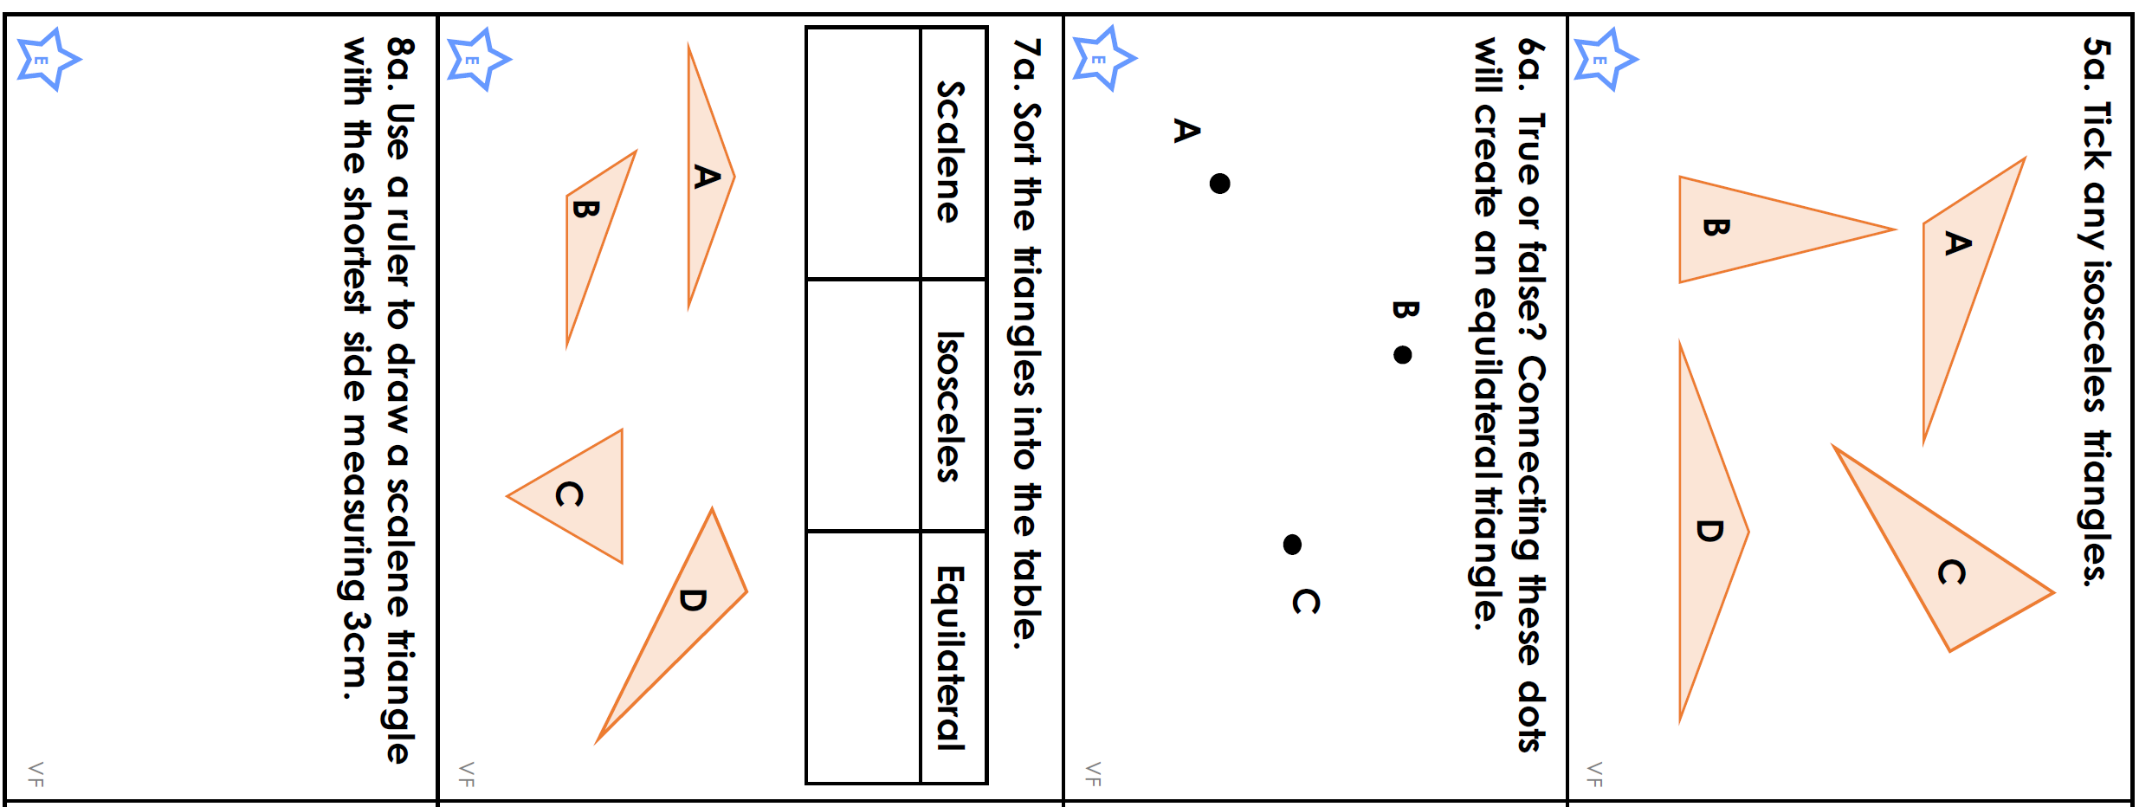 5a. Tick any isosceles triangles.
A
B
C
D
E
VF
6a. True or false? Connecting these dots
will create an equilateral triangle.
B
A
C
E
VF
7a. Sort the triangles into the table.
Scalene Isosceles Equilateral
A
D
B
C
E
VF
8a. Use a ruler to draw a scalene triangle
with the shortest side measuring 3cm.
E
VF